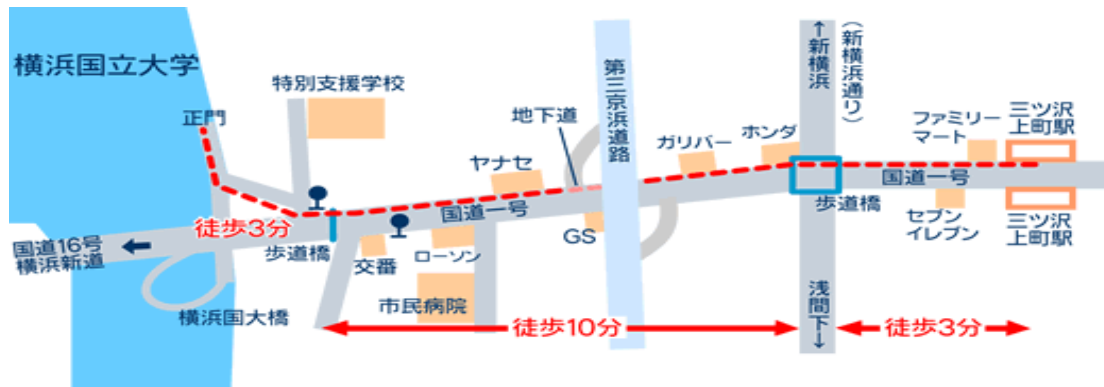 横浜国立大学
正門
特別支援学校
地下道
ヤナセ
第三京浜道路
ガリバー
ホンダ
↑新横浜
(新横浜通り)
ファミリー
マート
三ツ沢
上町駅
国道一号
国道一号
徒歩3分
国道16号
横浜新道
歩道橋
交番
ローソン
GS
歩道橋
セブン
イレブン
三ツ沢
上町駅
横浜国大橋
市民病院
浅間下↓
徒歩10分
徒歩3分